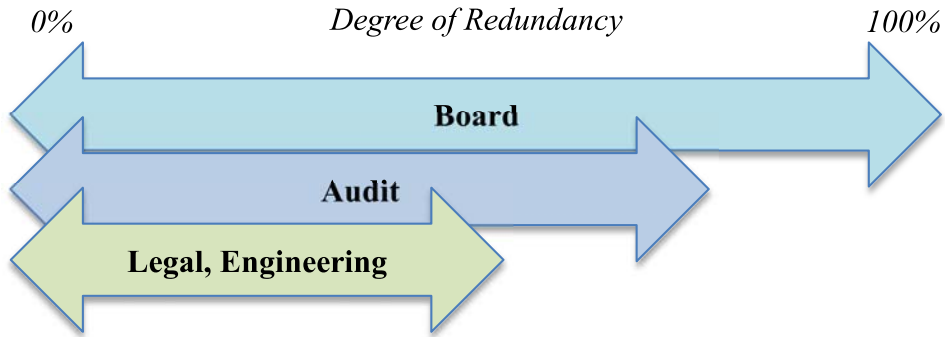 0% Degree of Redundancy 100%
Board
Audit
Legal, Engineering